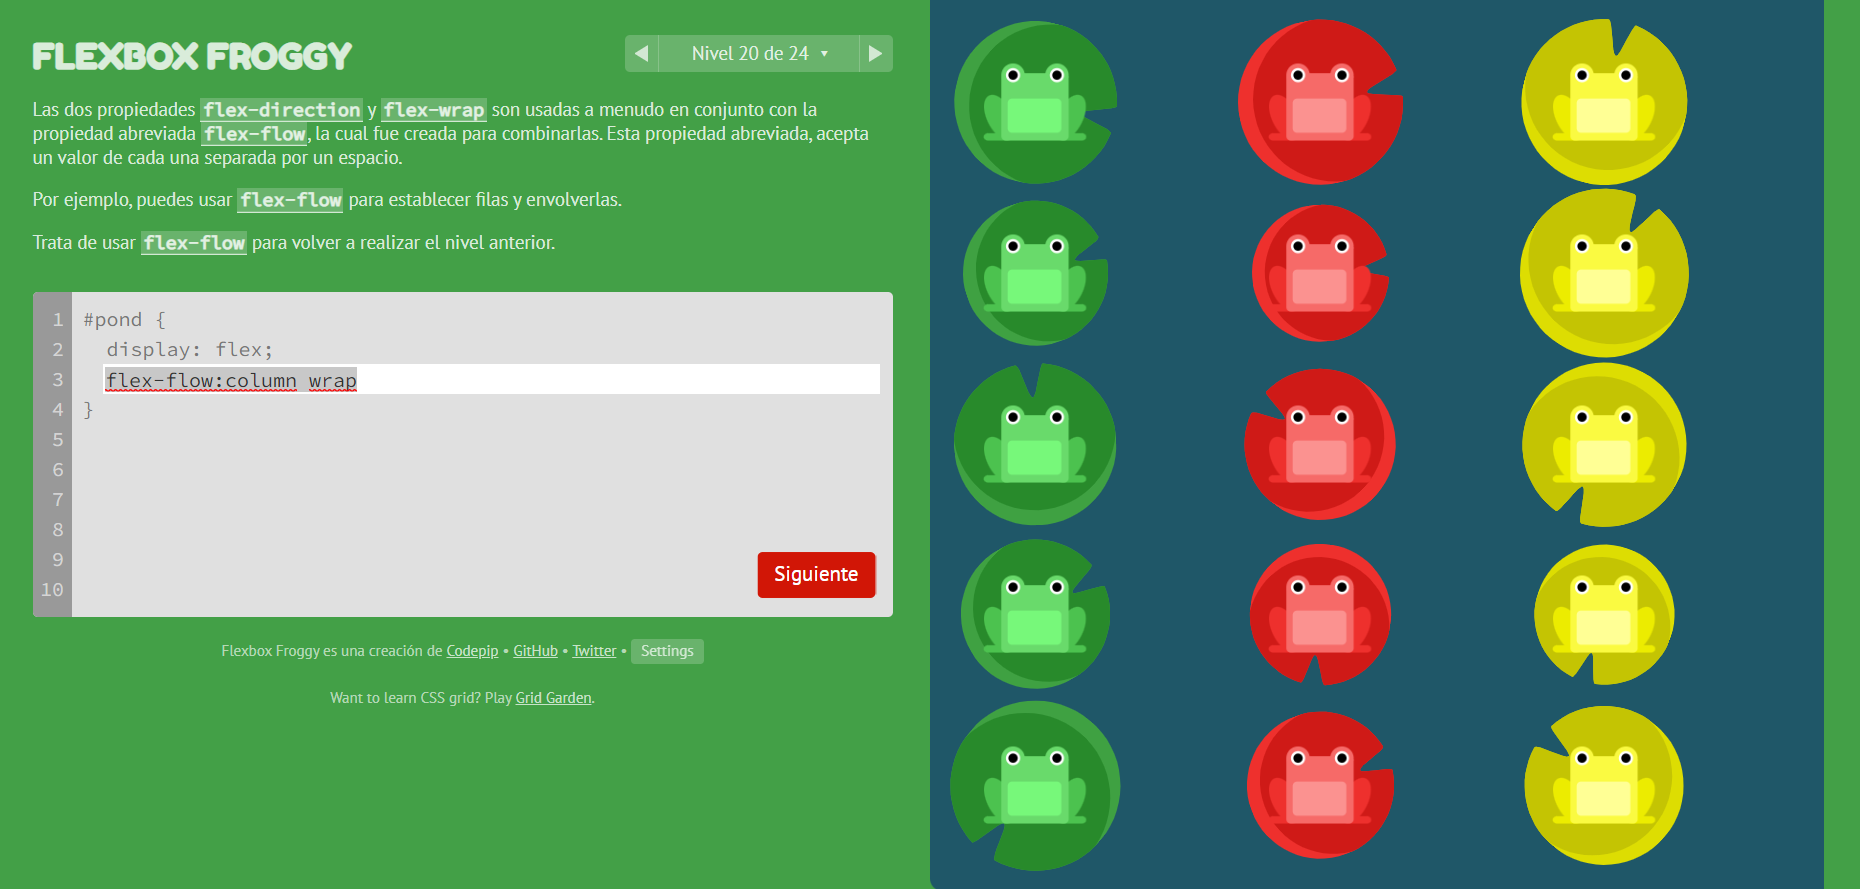 FLEXBOX FROGGY
Nivel 20 de 24
Las dos propiedades flex-direction y flex-wrap son usadas a menudo en conjunto con la
propiedad abreviada flex-flow, la cual fue creada para combinarlas. Esta propiedad abreviada, acepta
un valor de cada una separada por un espacio.
Por ejemplo, puedes usar flex-flow para establecer filas y envolverlas.
Trata de usar flex-flow para volver a realizar el nivel anterior.
1 #pond {
2 display: flex;
3 flex-flow:column wrap
4 }
5
6
7
8
9
10
Siguiente
Flexbox Froggy es una creación de Codepip • GitHub • Twitter • Settings
Want to learn CSS grid? Play Grid Garden.